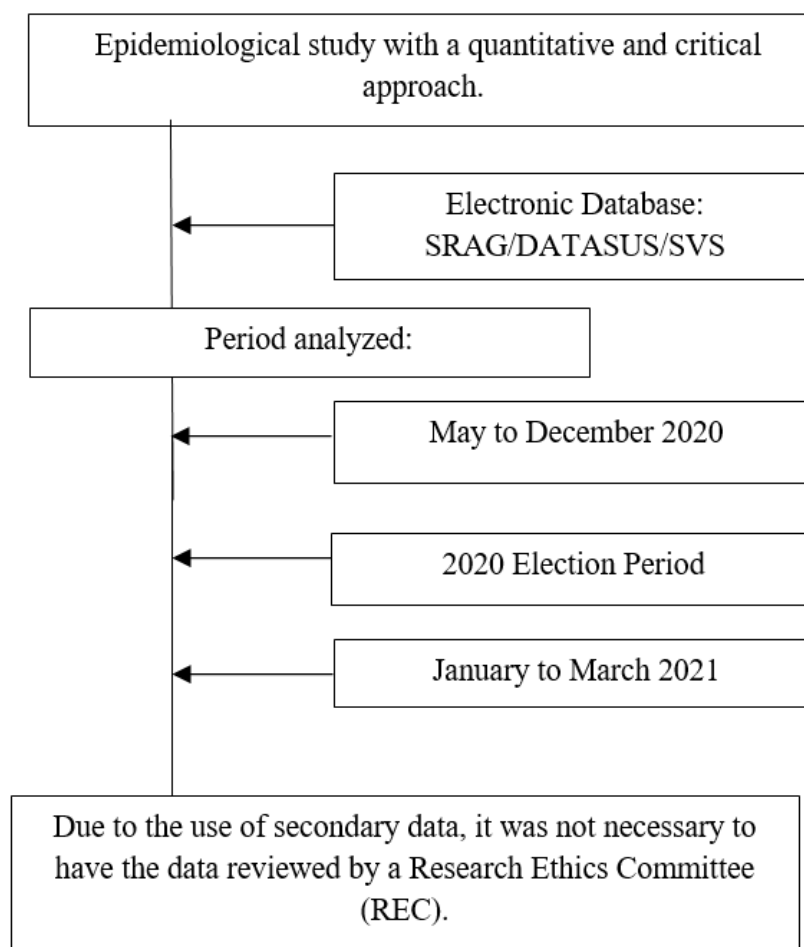 Epidemiological study with a quantitative and critical
approach.
Electronic Database:
SRAG/DATASUS/SVS
Period analyzed:
May to December 2020
2020 Election Period
January to March 2021
Due to the use of secondary data, it was not necessary to
have the data reviewed by a Research Ethics Committee
(REC).